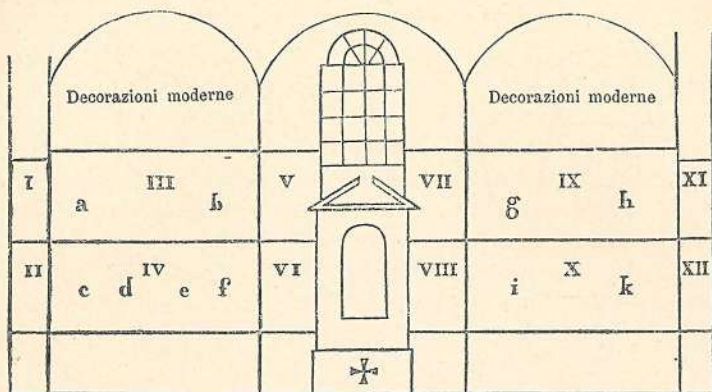 Decorazioni moderne Decorazioni moderne
I III V VII IX XI
a b g h
II IV VI VIII X XII
c d e f i k